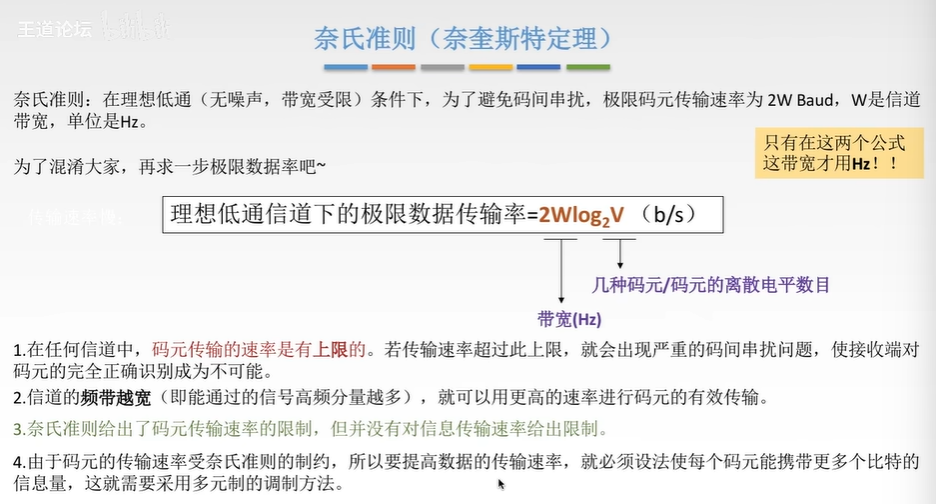 王道论坛
奈氏准则（奈奎斯特定理）
奈氏准则：在理想低通（无噪声，带宽受限）条件下，为了避免码间串扰，极限码元传输速率为 2W Baud，W是信道
带宽，单位是Hz。
只有在这两个公式
这带宽才用Hz！！
为了混淆大家，再求一步极限数据率吧~
理想低通信道下的极限数据传输率=2Wlog₂V （b/s）
几种码元/码元的离散电平数目
带宽(Hz)
1.在任何信道中，码元传输的速率是有上限的。若传输速率超过此上限，就会出现严重的码间串扰问题，使接收端对
码元的完全正确识别成为不可能。
2.信道的频带越宽（即能通过的信号高频分量越多），就可以用更高的速率进行码元的有效传输。
3.奈氏准则给出了码元传输速率的限制，但并没有对信息传输速率给出限制。
4.由于码元的传输速率受奈氏准则的制约，所以要提高数据的传输速率，就必须设法使每个码元能携带更多个比特的
信息量，这就需要采用多元制的调制方法。